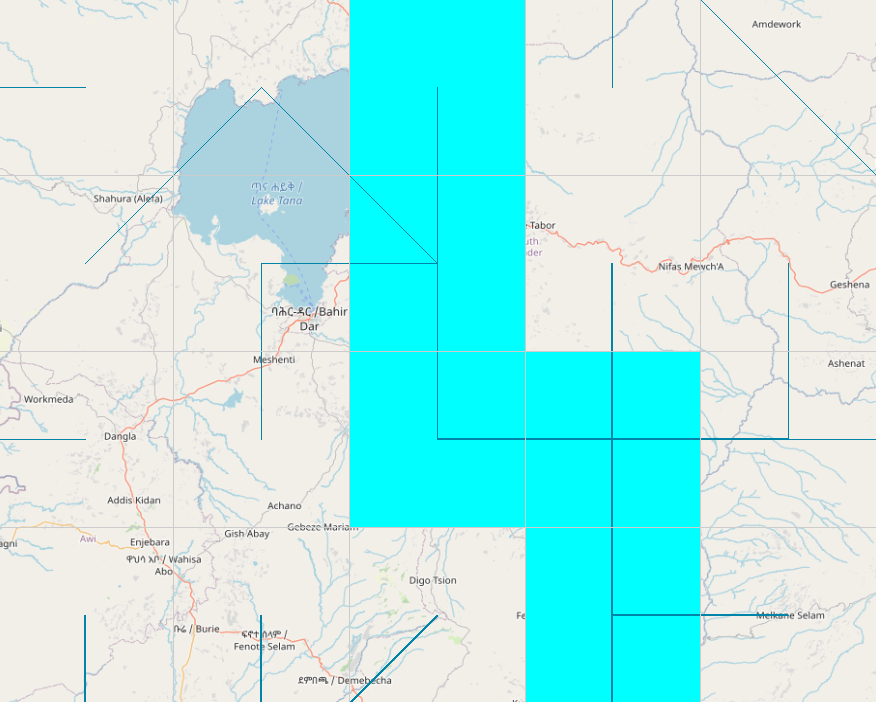 Amdework
Shahura (Alefa)
ጣና ሐይቅ /
Lake Tana
Tabor
Nifas Mewch'A
Geshena
ባሕር-ዳር /Bahir
Dar
Meshenti
Ashenat
Workmeda
Dangla
Addis Kidan
Achano
Gebeze Mariam
Gish Abay
Awi
Enjebara
ዋሀሳ አቦ / Wahisa
Abo
Digo Tsion
Melkane Selam
ቡሬ / Burie
ፍኖተ ሰላም /
Fenote Selam
ደምበጫ / Demebecha